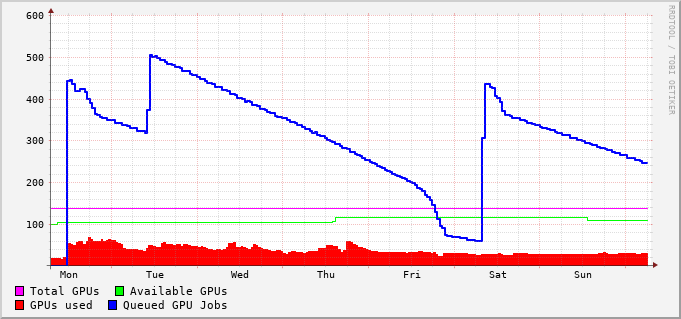 600
500
400
300
200
100
Mon Tue Wed Thu Fri Sat Sun
Total GPUs Available GPUs
GPUs used Queued GPU Jobs
RRDTOOL / TOBI OETIKER